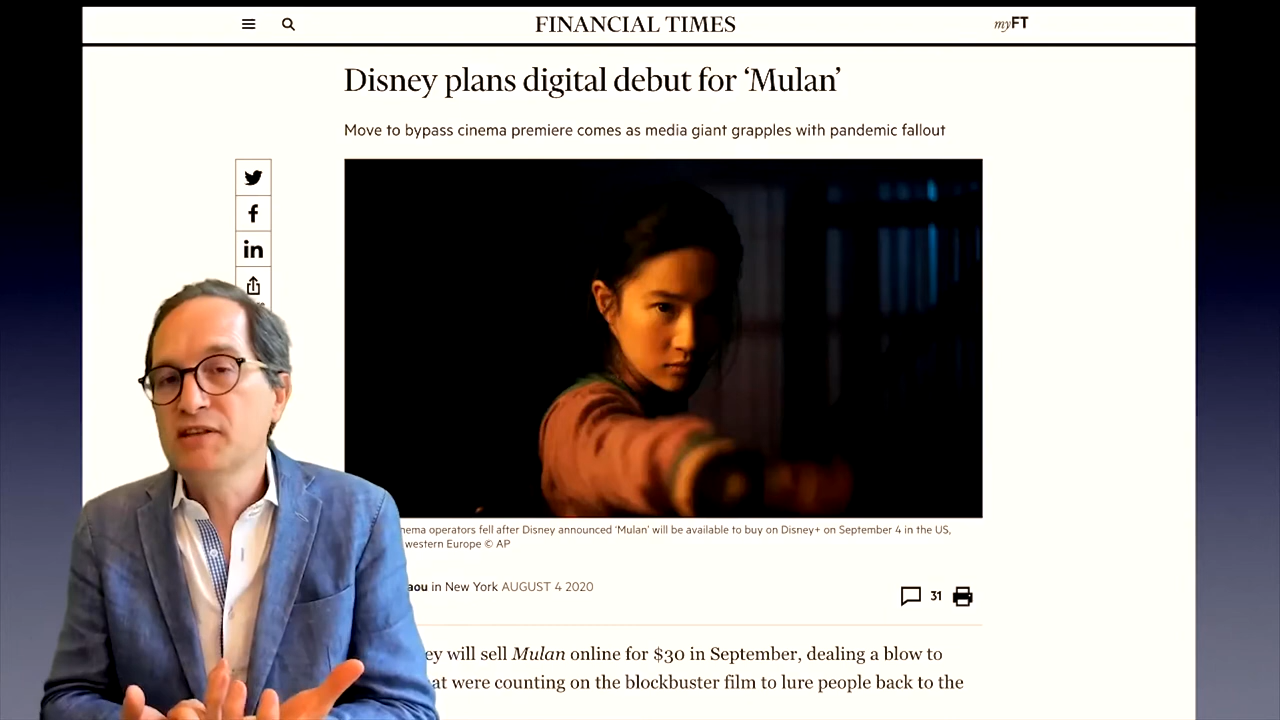 FINANCIAL TIMES
myFT
Disney plans digital debut for ‘Mulan’
Move to bypass cinema premiere comes as media giant grapples with pandemic fallout
in
operators fell after Disney announced ‘Mulan’ will be available to buy on Disney+ on September 4 in the US,
western Europe © AP
in New York AUGUST 4 2020
31
will sell Mulan online for $30 in September, dealing a blow to
were counting on the blockbuster film to lure people back to the